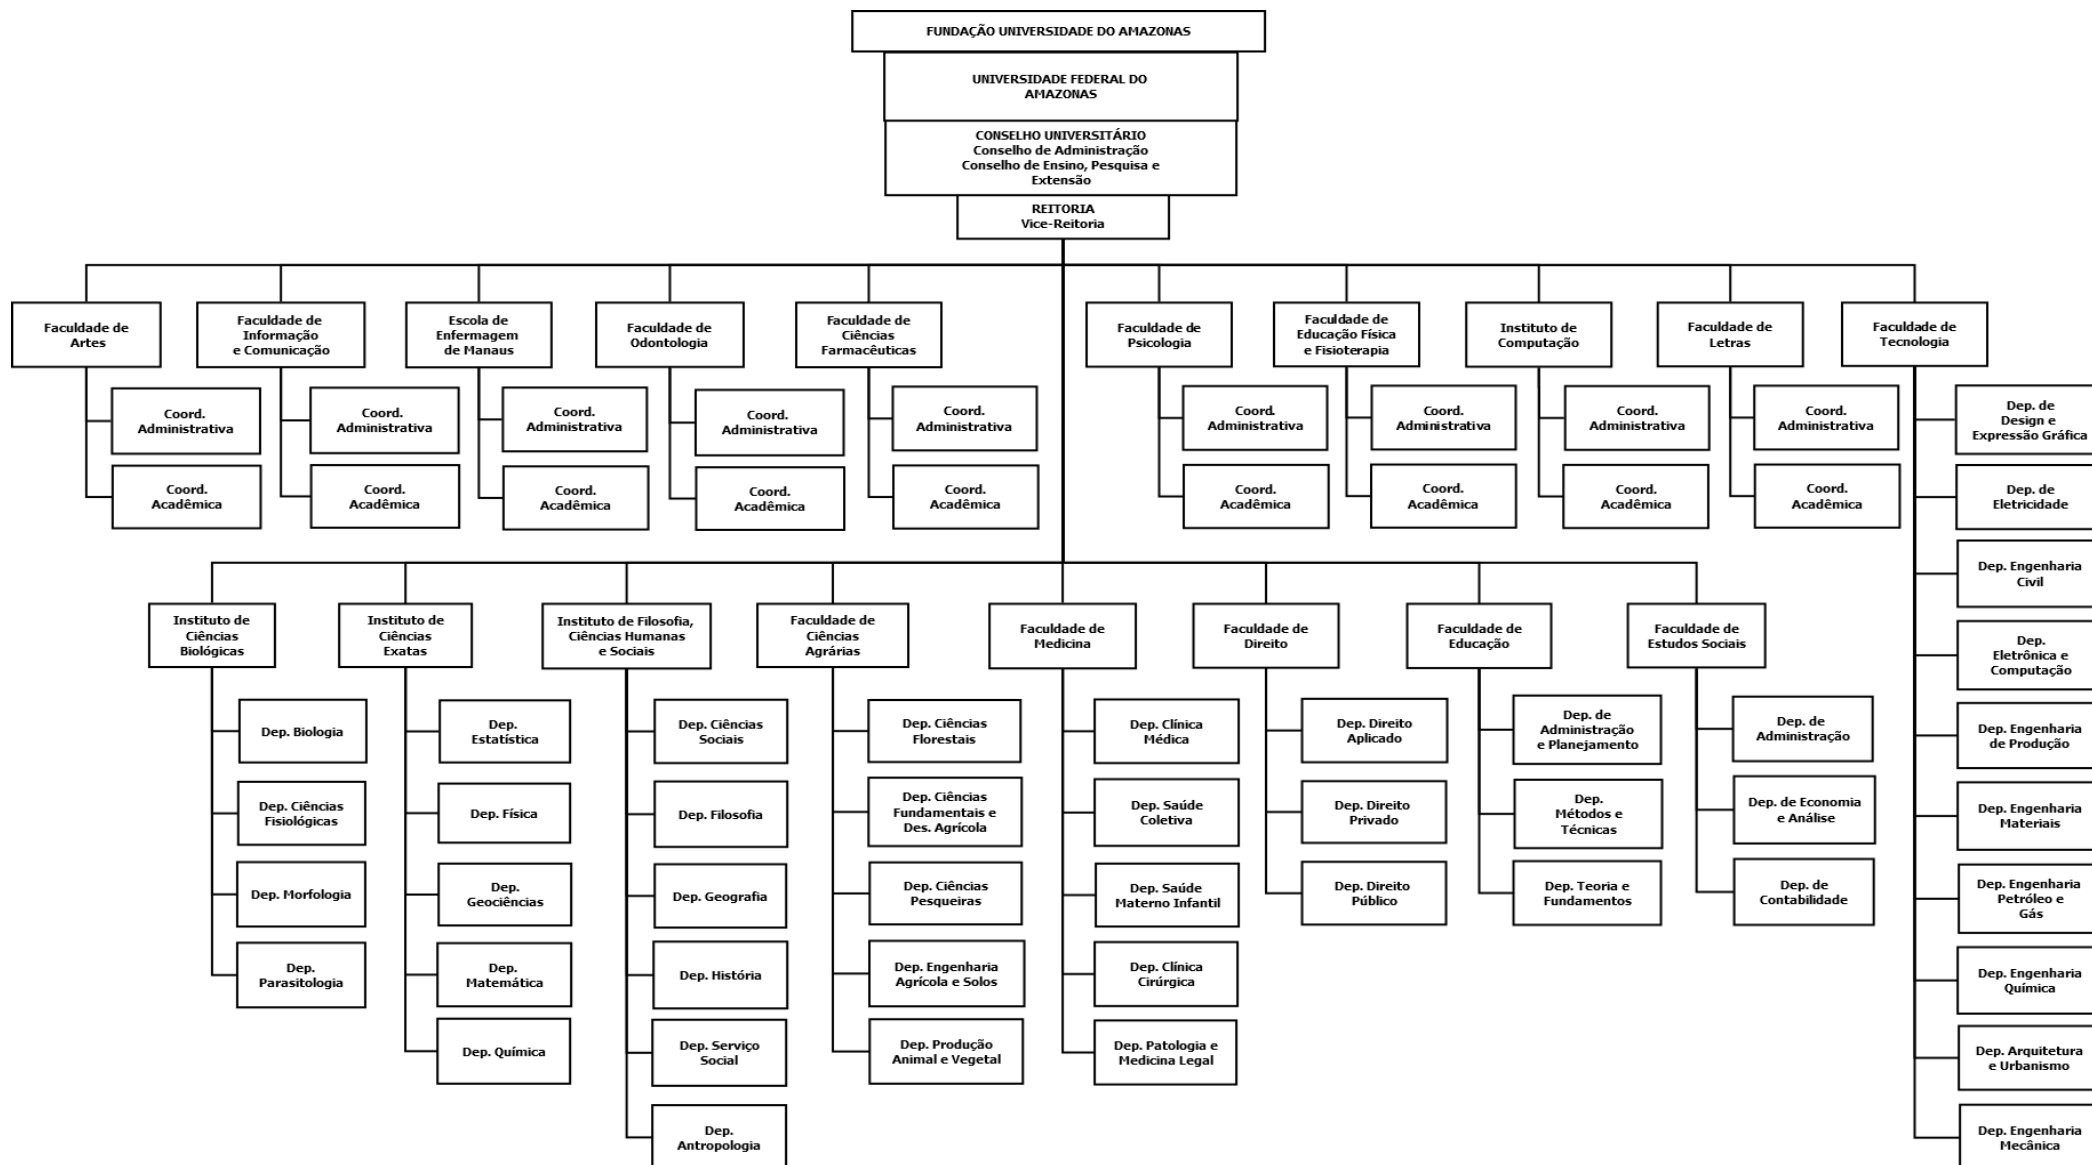 FUNDAÇÃO UNIVERSIDADE DO AMAZONAS
UNIVERSIDADE FEDERAL DO
AMAZONAS
CONSELHO UNIVERSITÁRIO
Conselho de Administração
Conselho de Ensino, Pesquisa e
Extensão
REITORIA
Vice-Reitoria
Faculdade de
Artes
Coord.
Administrativa
Coord.
Acadêmica
Faculdade de
Informação
e Comunicação
Coord.
Administrativa
Coord.
Acadêmica
Escola de
Enfermagem
de Manaus
Coord.
Administrativa
Coord.
Acadêmica
Faculdade de
Odontologia
Coord.
Administrativa
Coord.
Acadêmica
Faculdade de
Ciências
Farmacêuticas
Coord.
Administrativa
Coord.
Acadêmica
Faculdade de
Psicologia
Coord.
Administrativa
Coord.
Acadêmica
Faculdade de
Educação Física
e Fisioterapia
Coord.
Administrativa
Coord.
Acadêmica
Instituto de
Computação
Coord.
Administrativa
Coord.
Acadêmica
Faculdade de
Letras
Coord.
Administrativa
Coord.
Acadêmica
Faculdade de
Tecnologia
Dep. de
Design e
Expressão Gráfica
Dep. de
Eletricidade
Dep. Engenharia
Civil
Dep.
Eletrônica e
Computação
Dep. Engenharia
de Produção
Dep. Engenharia
Materiais
Dep. Engenharia
Petróleo e
Gás
Dep. Engenharia
Química
Dep. Arquitetura
e Urbanismo
Dep. Engenharia
Mecânica
Instituto de
Ciências
Biológicas
Dep. Biologia
Dep. Ciências
Fisiológicas
Dep. Morfologia
Dep.
Parasitologia
Instituto de
Ciências
Exatas
Dep.
Estatística
Dep. Física
Dep.
Geociências
Dep.
Matemática
Dep. Química
Instituto de Filosofia,
Ciências Humanas
e Sociais
Dep. Ciências
Sociais
Dep. Filosofia
Dep. Geografia
Dep. História
Dep. Serviço
Social
Dep.
Antropologia
Faculdade de
Ciências
Agrárias
Dep. Ciências
Florestais
Dep. Ciências
Fundamentais e
Des. Agrícola
Dep. Ciências
Pesqueiras
Dep. Engenharia
Agrícola e Solos
Dep. Produção
Animal e Vegetal
Faculdade de
Medicina
Dep. Clínica
Médica
Dep. Saúde
Coletiva
Dep. Saúde
Materno Infantil
Dep. Clínica
Cirúrgica
Dep. Patologia e
Medicina Legal
Faculdade de
Direito
Dep. Direito
Aplicado
Dep. Direito
Privado
Dep. Direito
Público
Faculdade de
Educação
Dep. de
Administração
e Planejamento
Dep.
Métodos e
Técnicas
Dep. Teoria e
Fundamentos
Faculdade de
Estudos Sociais
Dep. de
Administração
Dep. de Economia
e Análise
Dep. de
Contabilidade